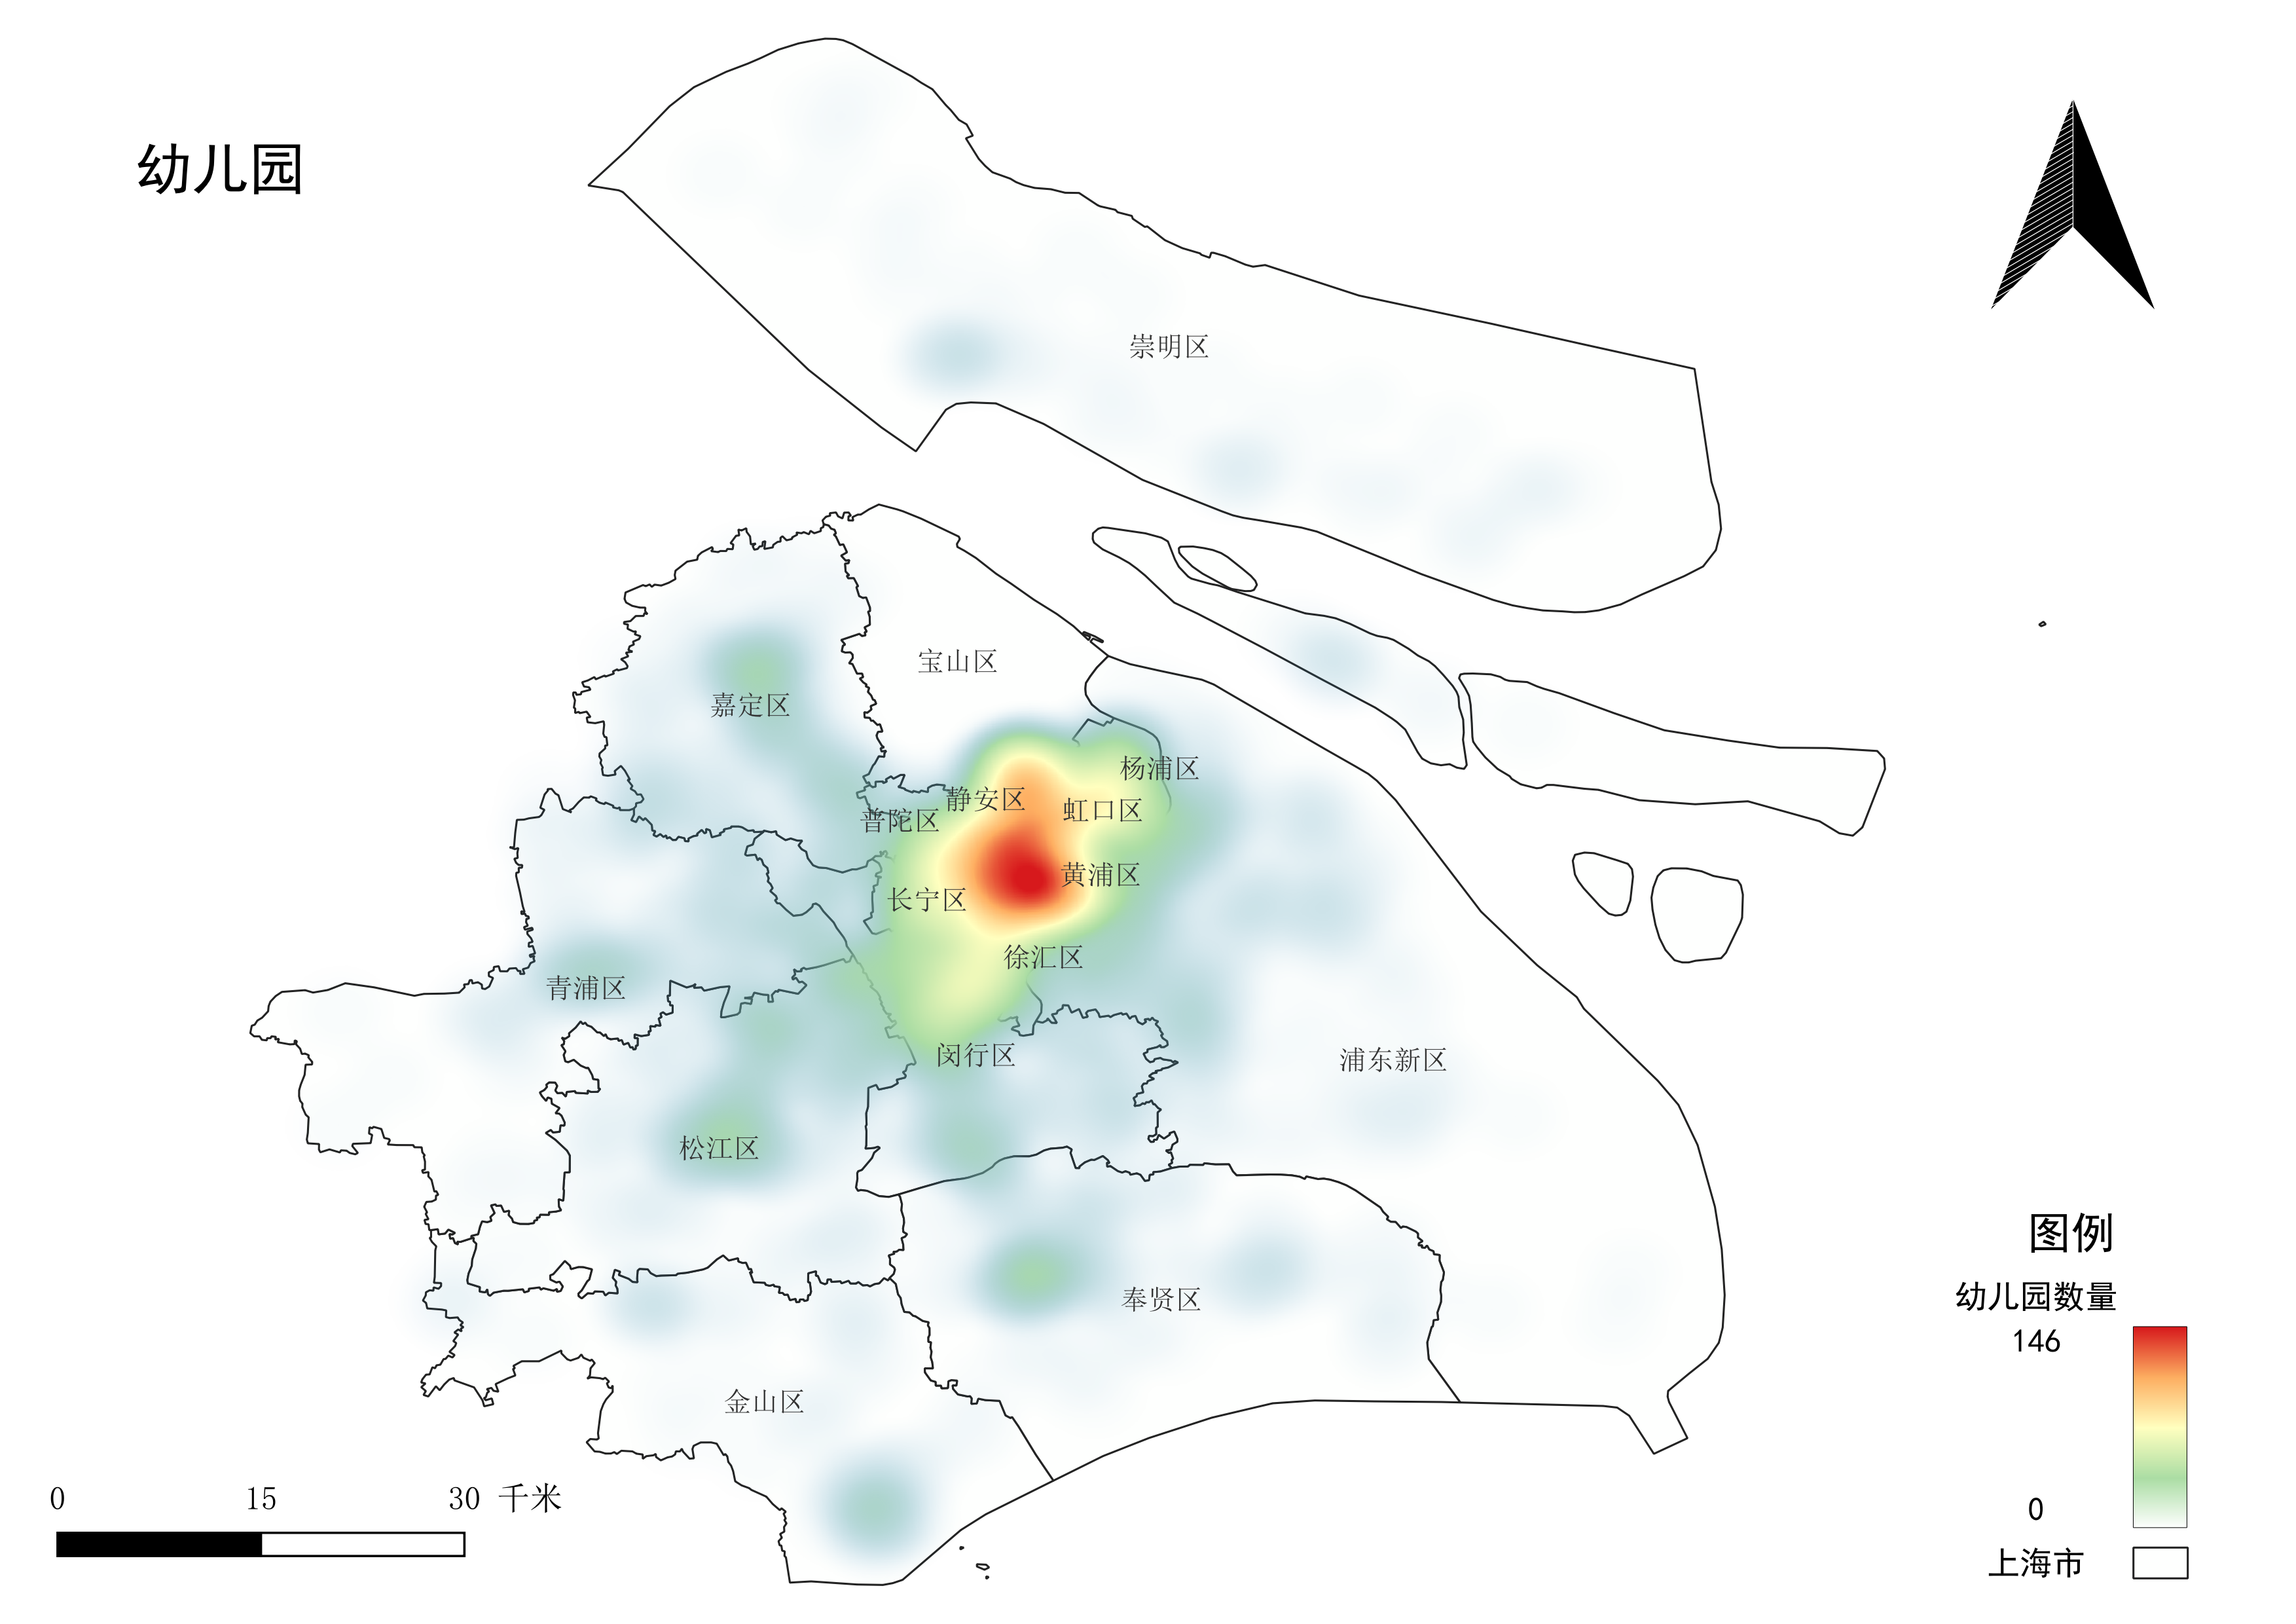 幼儿园
崇明区
宝山区
嘉定区
杨浦区
静安区
虹口区
普陀区
黄浦区
长宁区
徐汇区
青浦区
闵行区
浦东新区
松江区
奉贤区
金山区
0 15 30 千米
图例
幼儿园数量
146
0
上海市